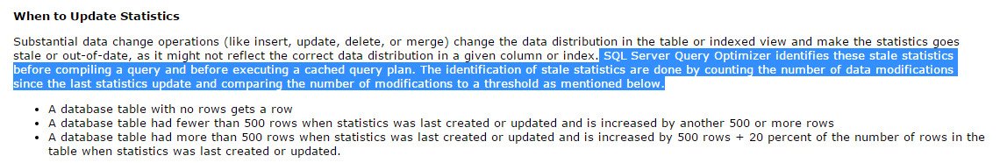 When to Update Statistics
Substantial data change operations (like insert, update, delete, or merge) change the data distribution in the table or indexed view and make the statistics goes
stale or out-of-date, as it might not reflect the correct data distribution in a given column or index. SQL Server Query Optimizer identifies these stale statistics
before compiling a query and before executing a cached query plan. The identification of stale statistics are done by counting the number of data modifications
since the last statistics update and comparing the number of modifications to a threshold as mentioned below.
• A database table with no rows gets a row
• A database table had fewer than 500 rows when statistics was last created or updated and is increased by another 500 or more rows
• A database table had more than 500 rows when statistics was last created or updated and is increased by 500 rows + 20 percent of the number of rows in the
table when statistics was last created or updated.